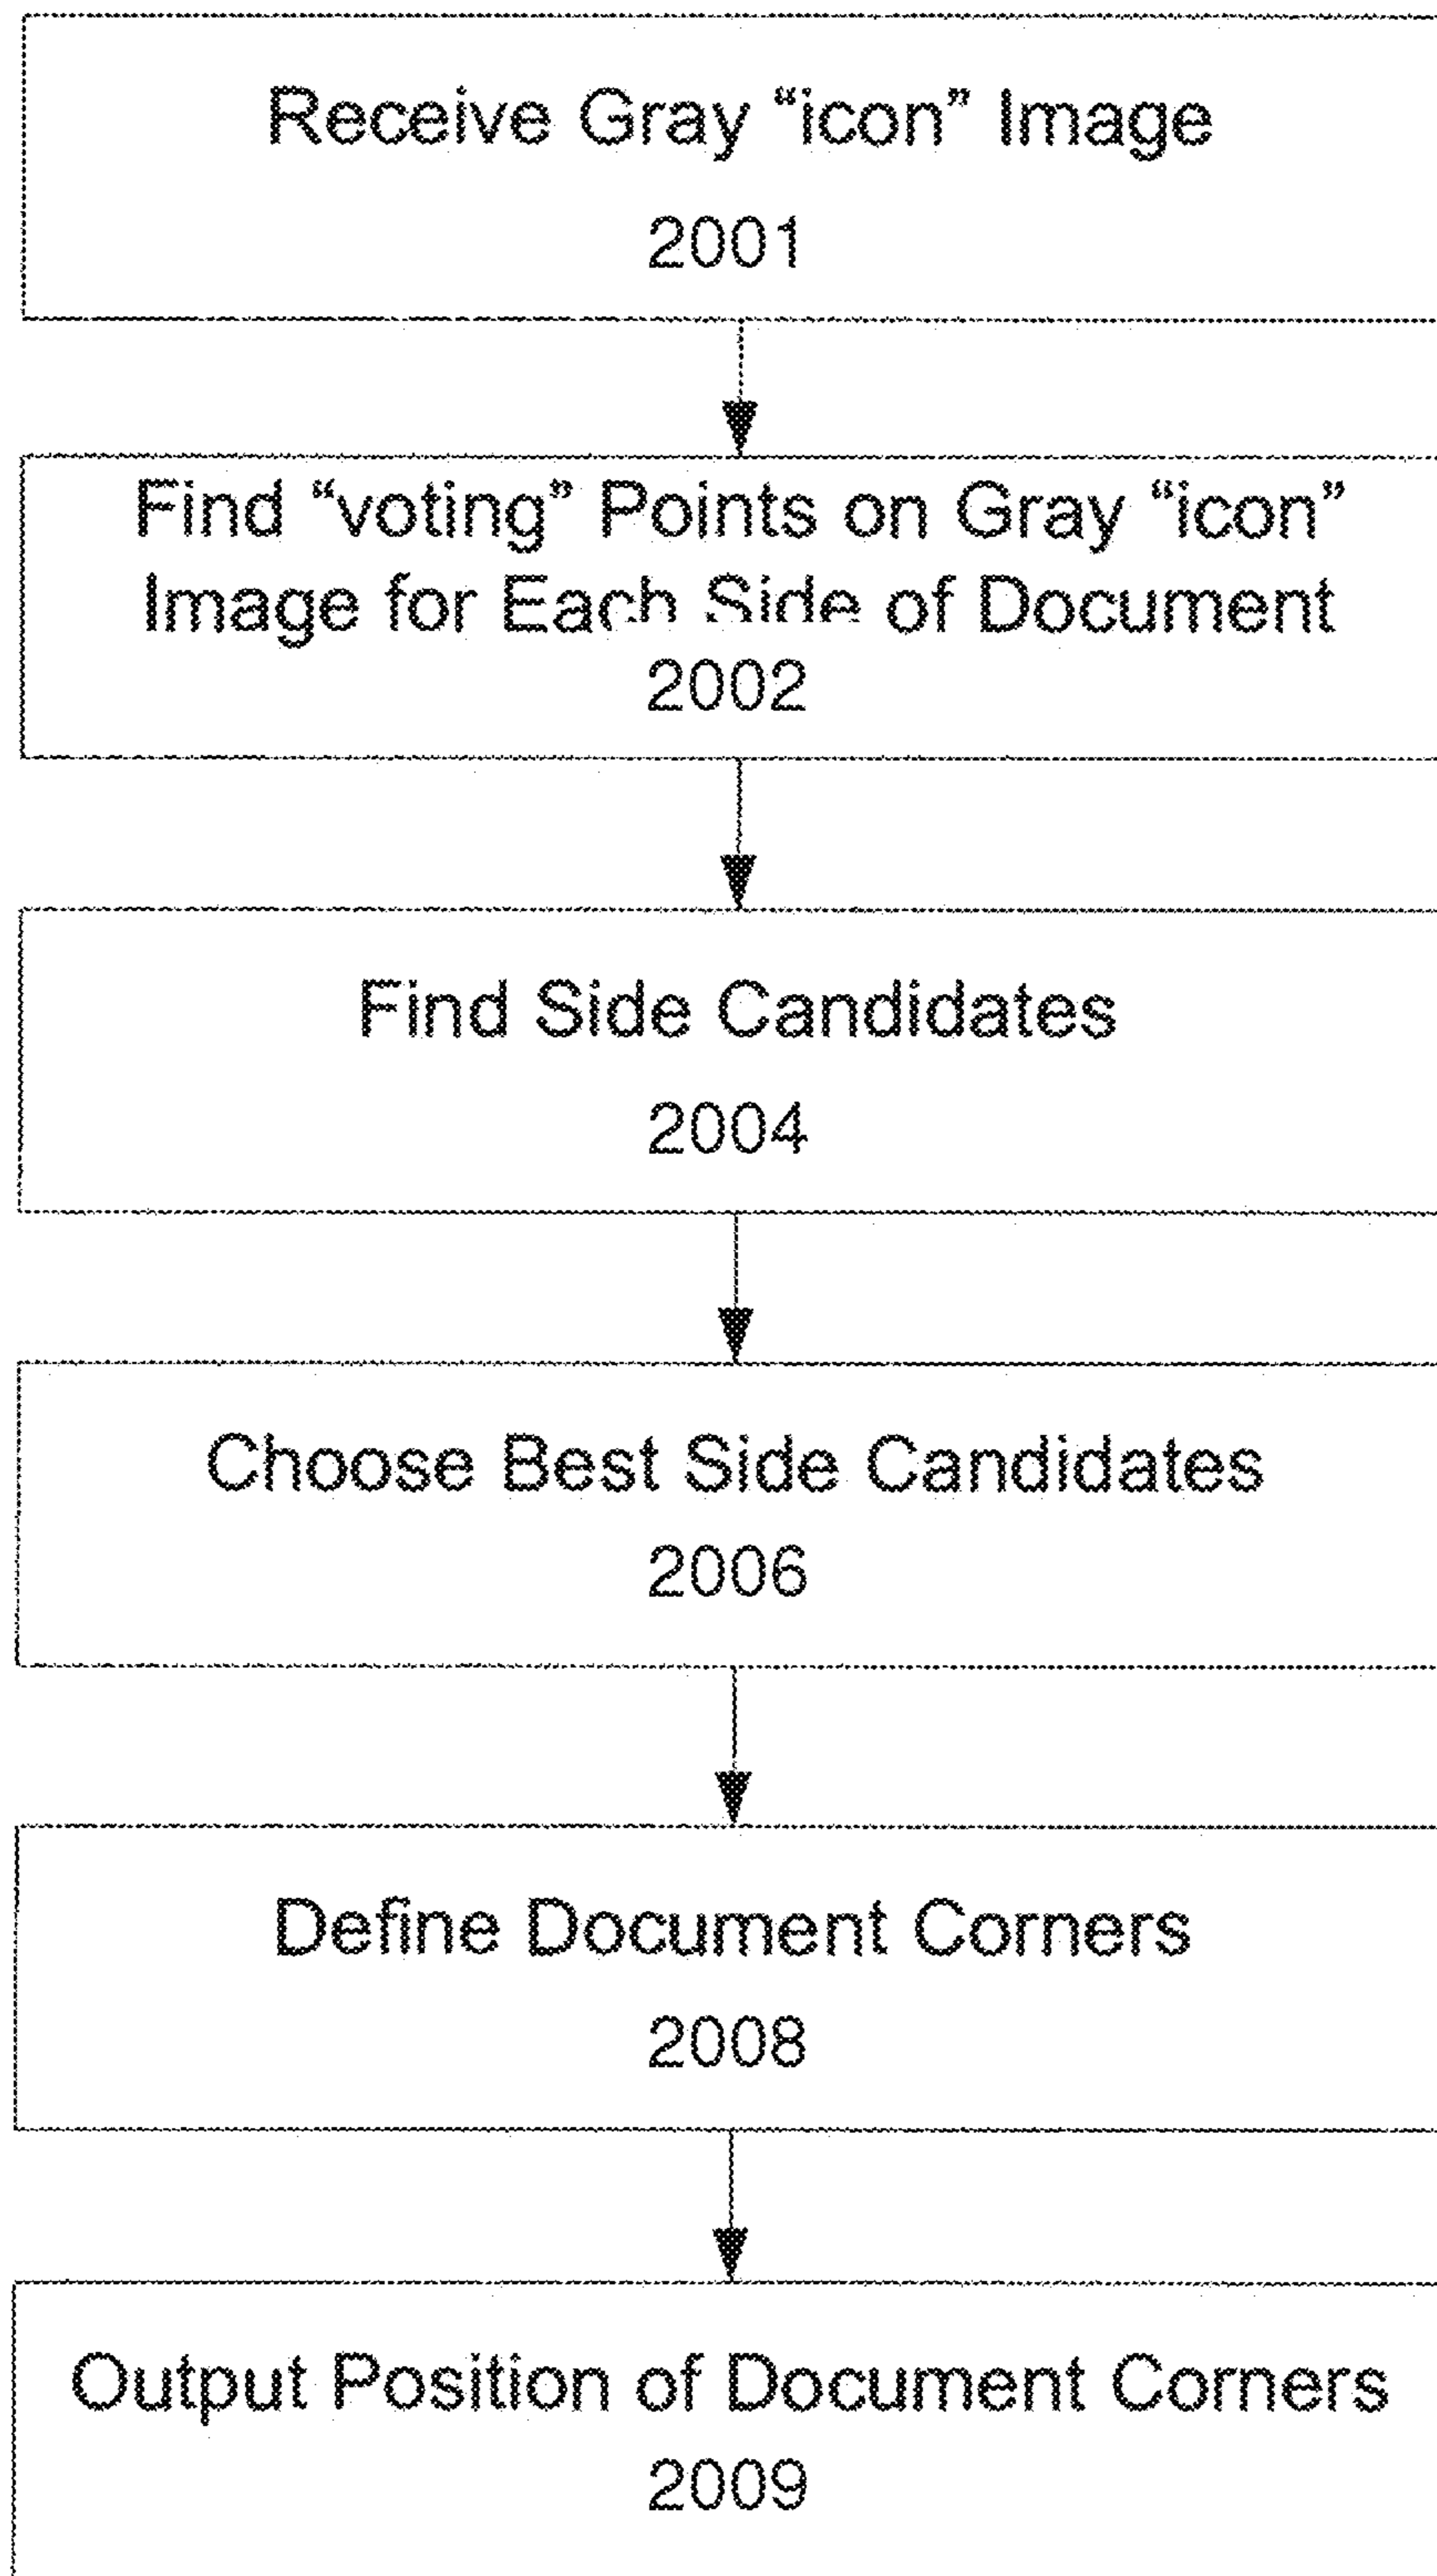 Receive Gray “icon” Image
2001
Find “voting” Points on Gray “icon”
Image for Each Side of Document
2002
Find Side Candidates
2004
Choose Best Side Candidates
2006
Define Document Corners
2008
Output Position of Document Corners
2009